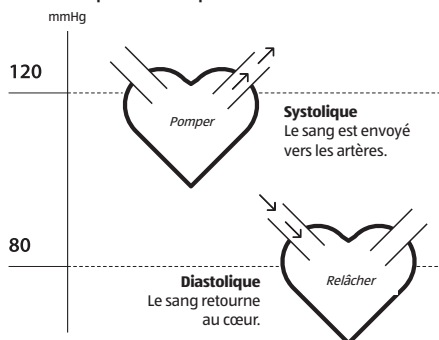 mmHg
120
Pomper
Systolique
Le sang est envoyé
vers les artères.
80
Diastolique
Le sang retourne
au cœur.
Relâcher